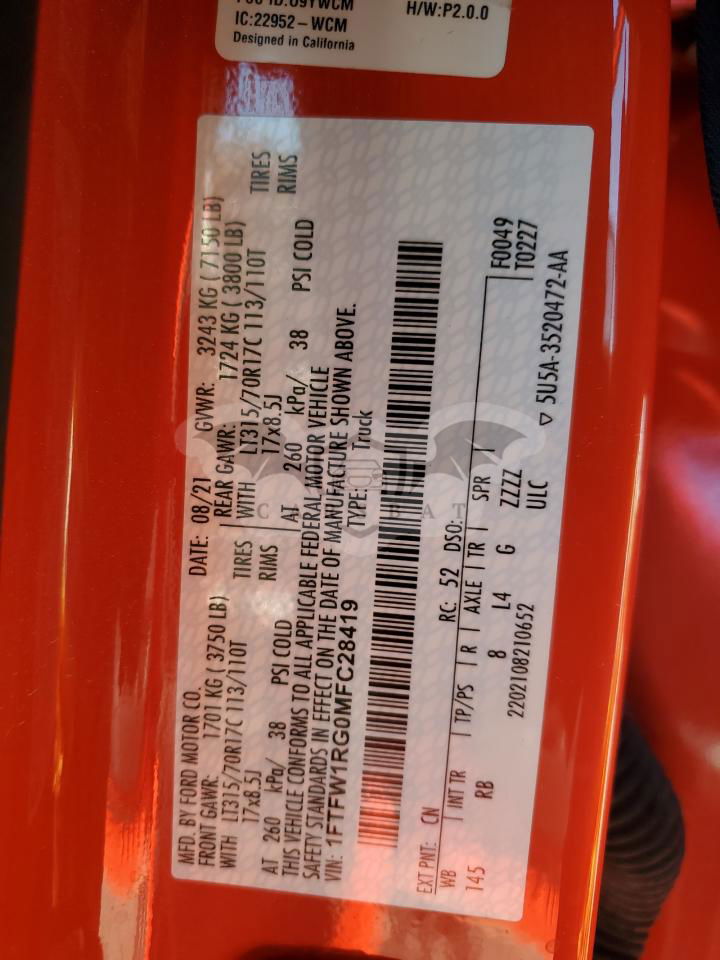 FCC ID:O9YWCM
IC:22952-WCM
Designed in California
H/W:P2.0.0
MFD. BY FORD MOTOR CO. DATE: 08/21 GVWR: 3243 KG ( 7150 LB)
FRONT GAWR: 1701 KG ( 3750 LB) REAR GAWR: 1724 KG ( 3800 LB)
WITH LT315/70R17C 113/110T TIRES WITH LT315/70R17C 113/110T TIRES
17x8.5J RIMS 17x8.5J RIMS
AT 260 kPa/ 38 PSI COLD AT 260 kPa/ 38 PSI COLD
THIS VEHICLE CONFORMS TO ALL APPLICABLE FEDERAL MOTOR VEHICLE
SAFETY STANDARDS IN EFFECT ON THE DATE OF MANUFACTURE SHOWN ABOVE.
VIN: 1FTFW1RG0MFC28419 TYPE: Truck
EXT PNT: CN RC: 52 DSO: F0049
WB INT TR TP/PS R AXLE TR SPR T0227
145 RB 8 L4 G ZZZZ
2202108210652 ULC ▽ 5U5A-3520472-AA